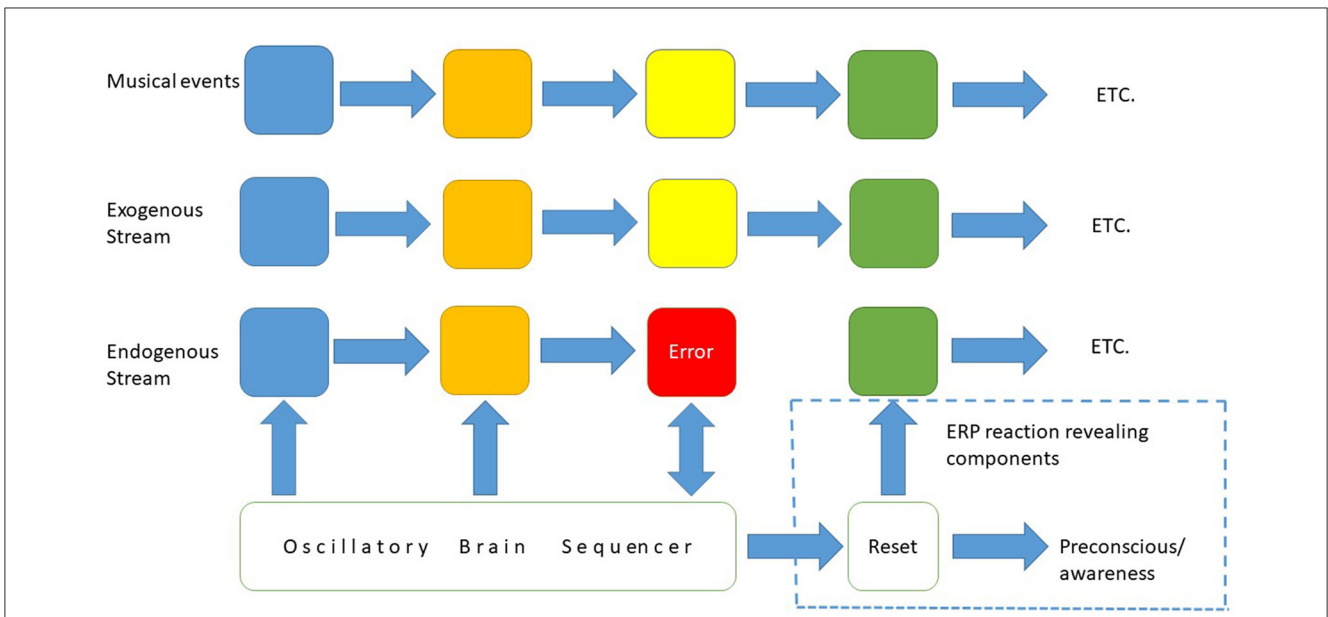 Musical events
ETC.
Exogenous
Stream
ETC.
Endogenous
Stream
Error
ETC.
ERP reaction revealing
components
Oscillatory Brain Sequencer
Reset
Preconscious/
awareness